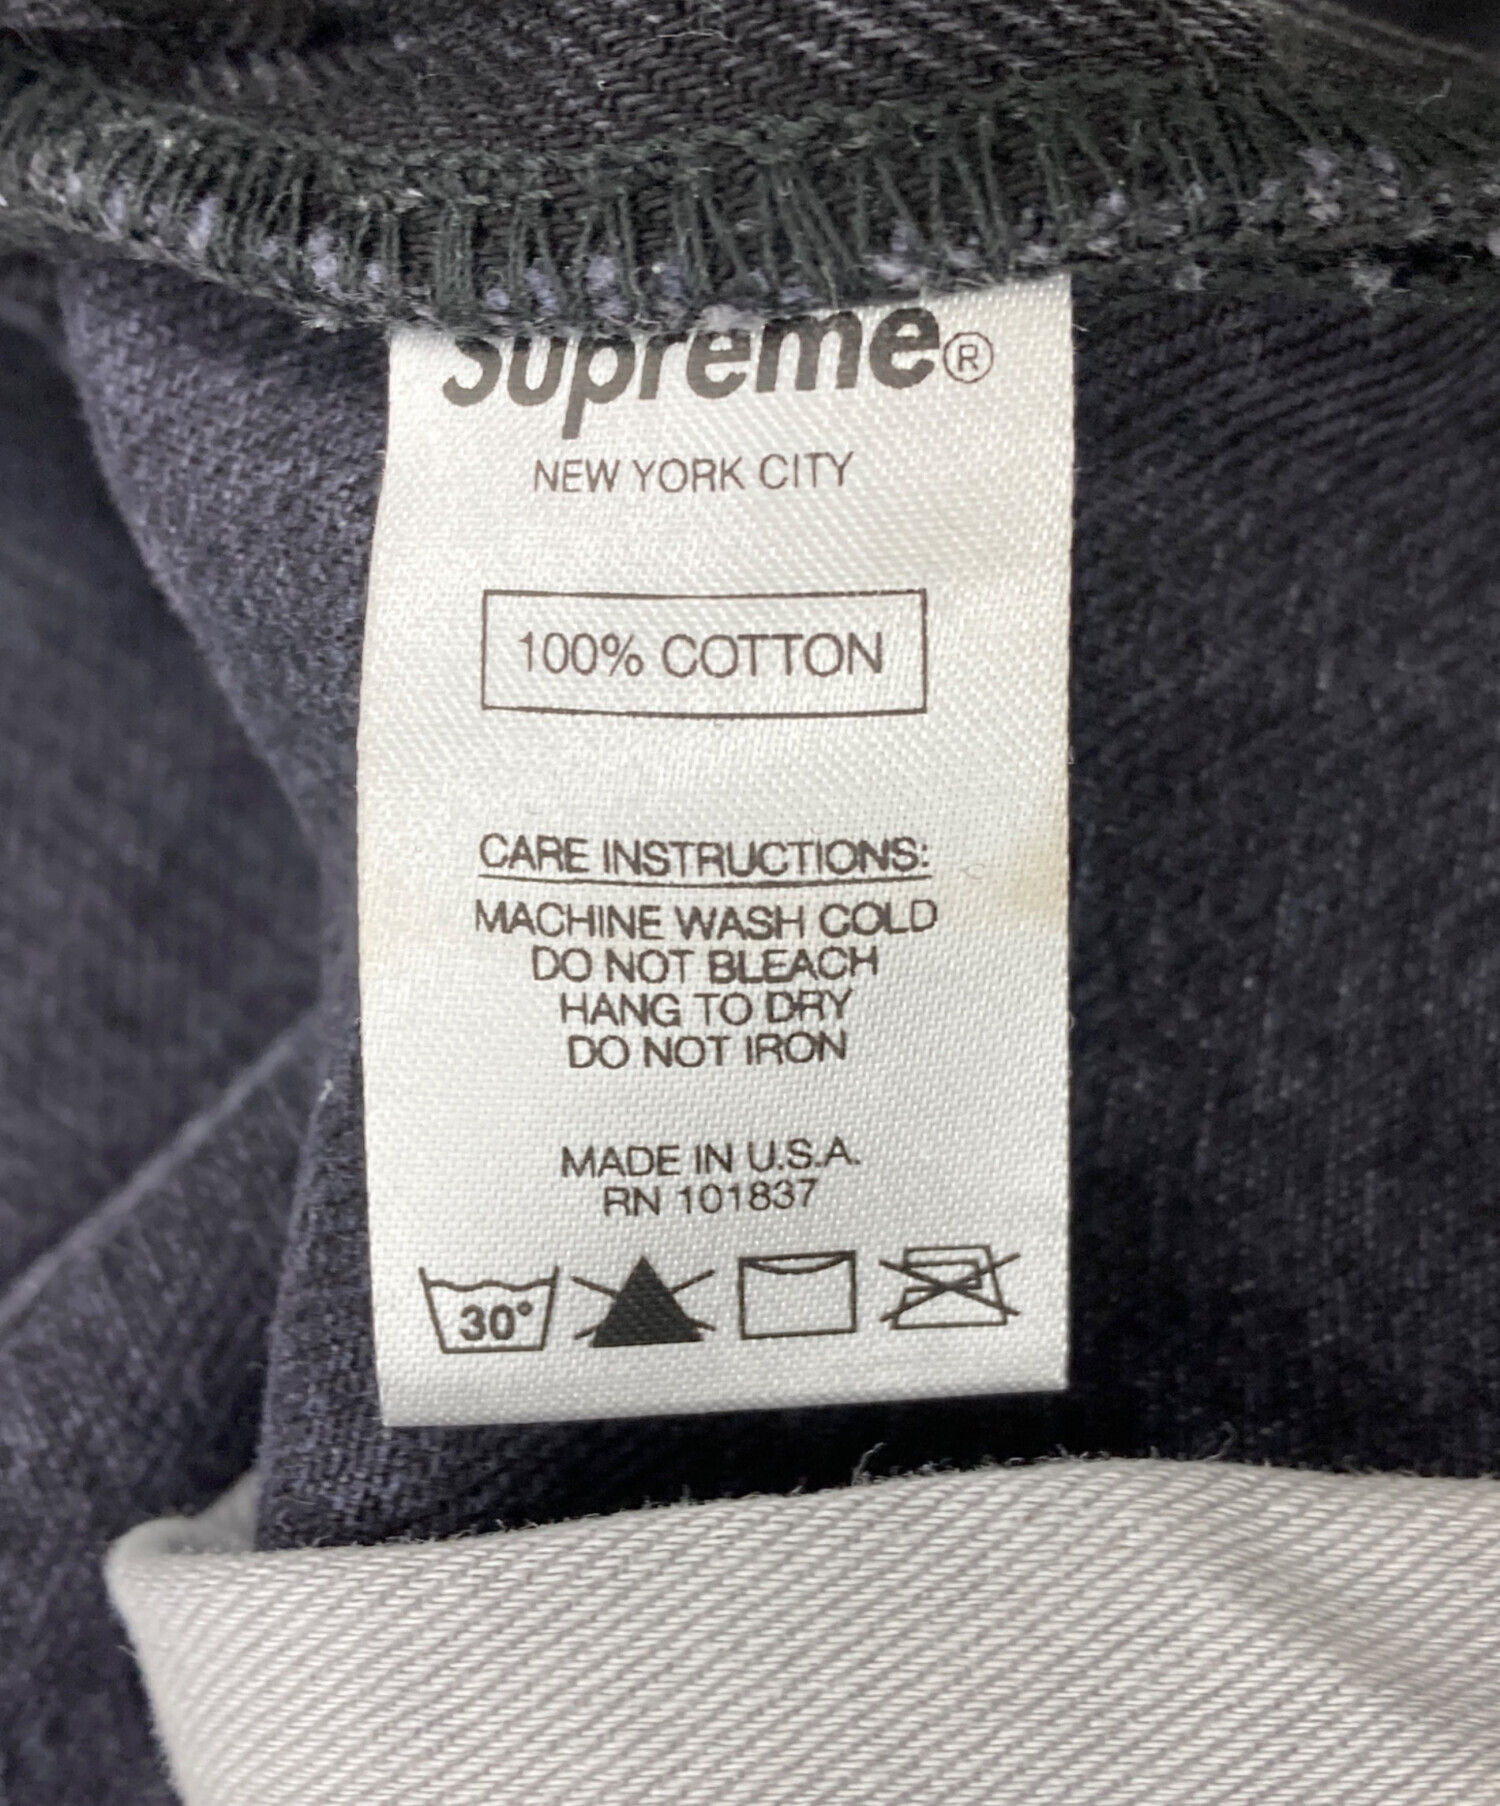 Supreme®
NEW YORK CITY
100% COTTON
CARE INSTRUCTIONS:
MACHINE WASH COLD
DO NOT BLEACH
HANG TO DRY
DO NOT IRON
MADE IN U.S.A.
RN 101837
30°